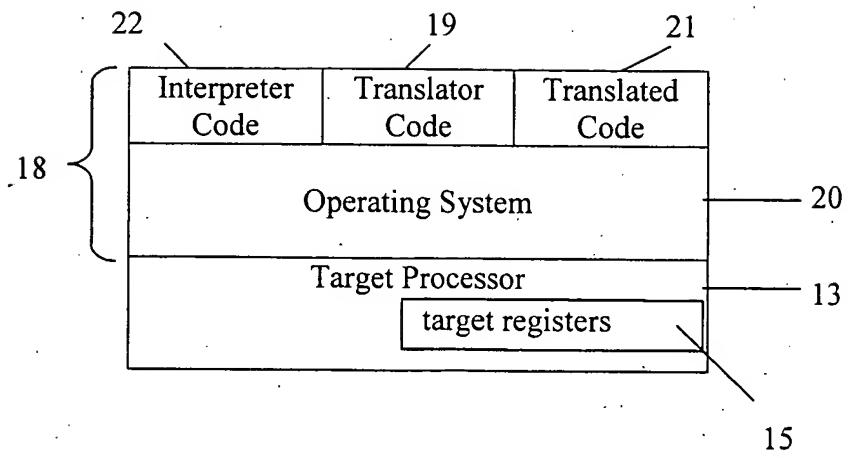 22 19 21
Interpreter Translator Translated
Code Code Code
18
Operating System 20
Target Processor 13
target registers
15